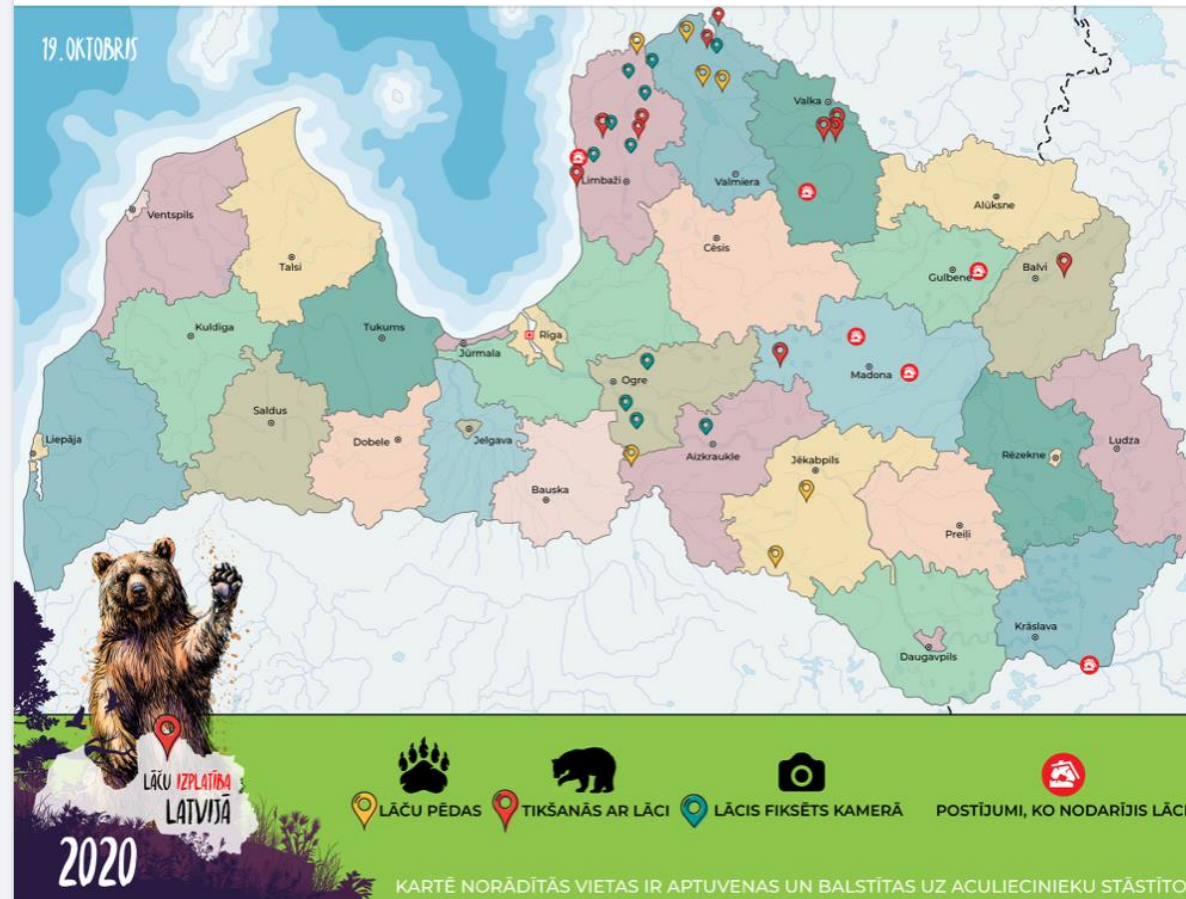 19.OKTOBRIS
Valka
Limbaži
Valmiera
Alūksne
Ventspils
Cēsis
Talsi
Gulbene
Balvi
Kuldīga
Tukums
Rīga
Jūrmala
Ogre
Madona
Saldus
Liepāja
Dobele
Jelgava
Aizkraukle
Jēkabpils
Rēzekne
Ludza
Bauska
Preiļi
Krāslava
Daugavpils
LĀČU IZPLATĪBA
LATVIJĀ
2020
LĀČU PĒDAS
TIKŠANĀS AR LĀCI
LĀCIS FIKSĒTS KAMERĀ
POSTĪJUMI, KO NODARĪJIS LĀCI
KARTĒ NORĀDĪTĀS VIETAS IR APTUVENAS UN BALSTĪTAS UZ ACULIECINIEKU STĀSTĪTO